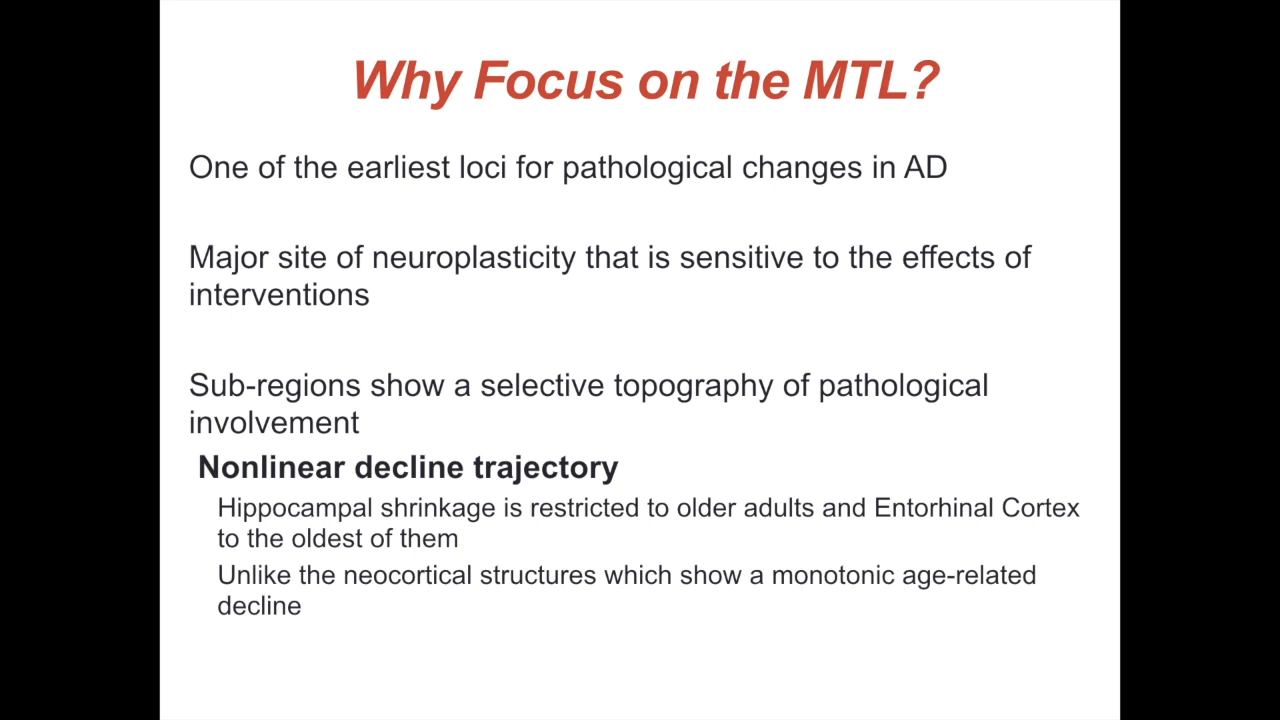 Why Focus on the MTL?
One of the earliest loci for pathological changes in AD
Major site of neuroplasticity that is sensitive to the effects of
interventions
Sub-regions show a selective topography of pathological
involvement
Nonlinear decline trajectory
Hippocampal shrinkage is restricted to older adults and Entorhinal Cortex
to the oldest of them
Unlike the neocortical structures which show a monotonic age-related
decline